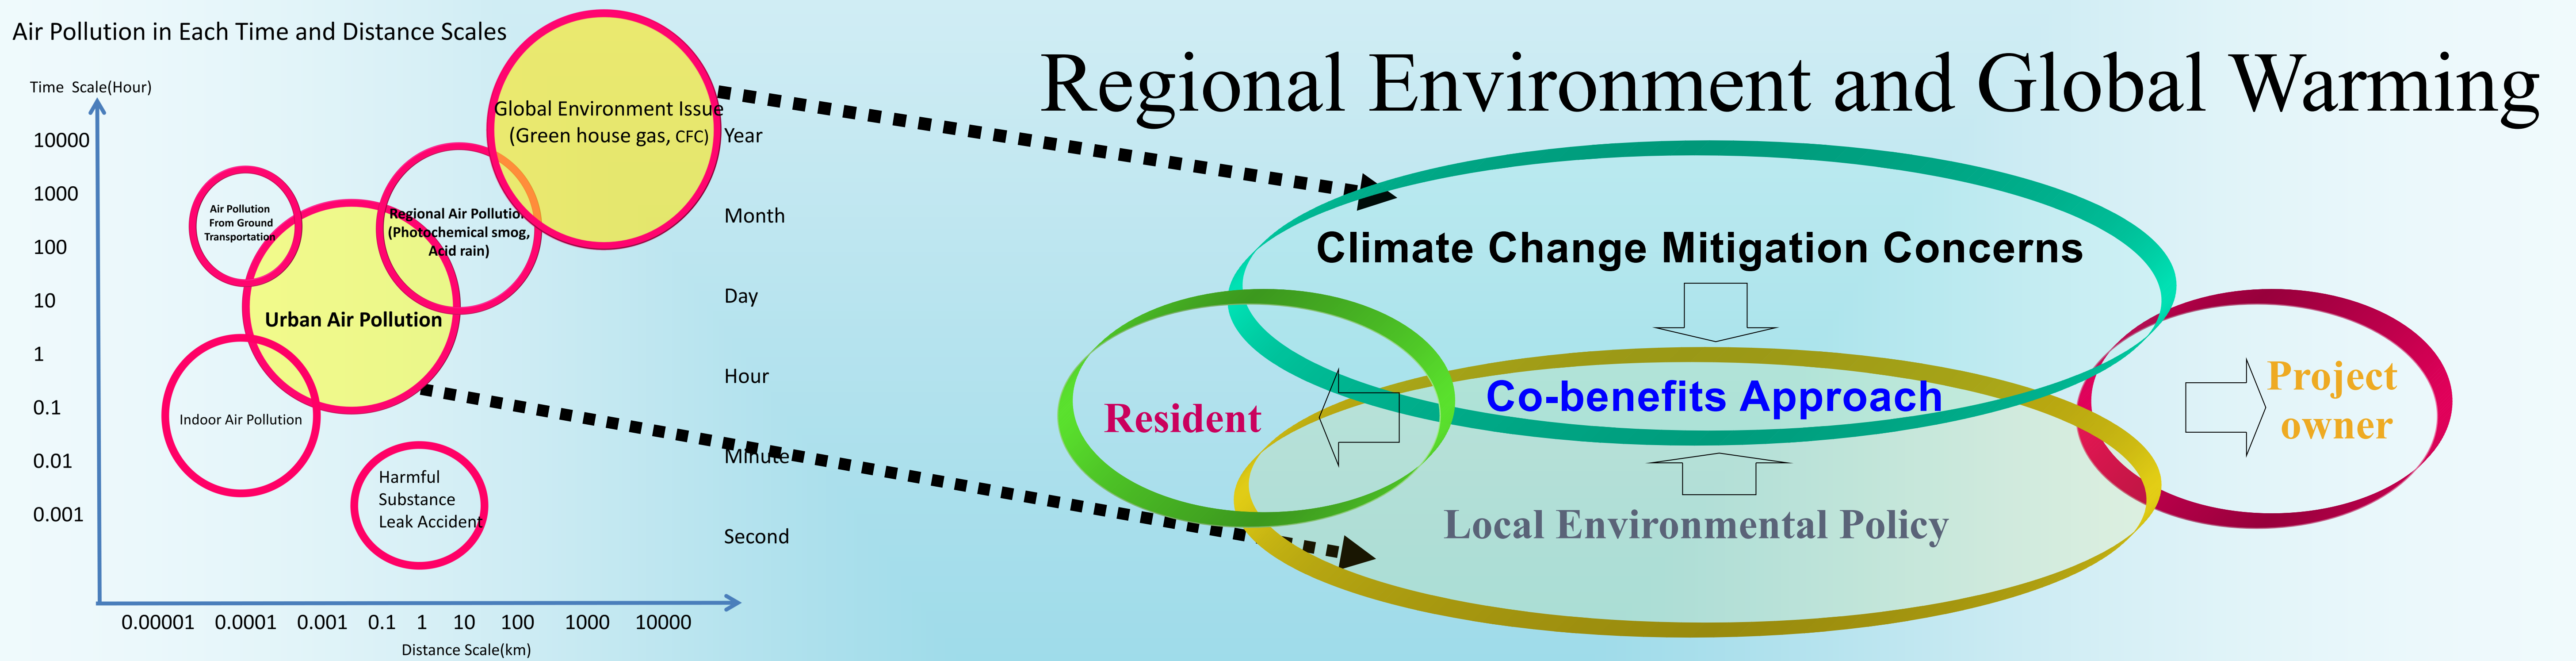 Air Pollution in Each Time and Distance Scales
Time Scale(Hour)
10000
1000
100
10
1
0.1
0.01
0.001
Air Pollution
From Ground
Transportation
Regional Air Pollution
(Photochemical smog,
Acid rain)
Global Environment Issue
(Green house gas, CFC)
Urban Air Pollution
Indoor Air Pollution
Harmful
Substance
Leak Accident
Year
Month
Day
Hour
Minute
Second
0.00001 0.0001 0.001 0.1 1 10 100 1000 10000
Distance Scale(km)
Regional Environment and Global Warming
Climate Change Mitigation Concerns
Co-benefits Approach
Resident
Project
owner
Local Environmental Policy